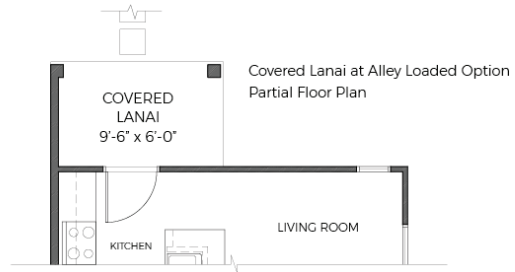 Covered Lanai at Alley Loaded Option
Partial Floor Plan
COVERED
LANAI
9'-6" x 6'-0"
LIVING ROOM
KITCHEN